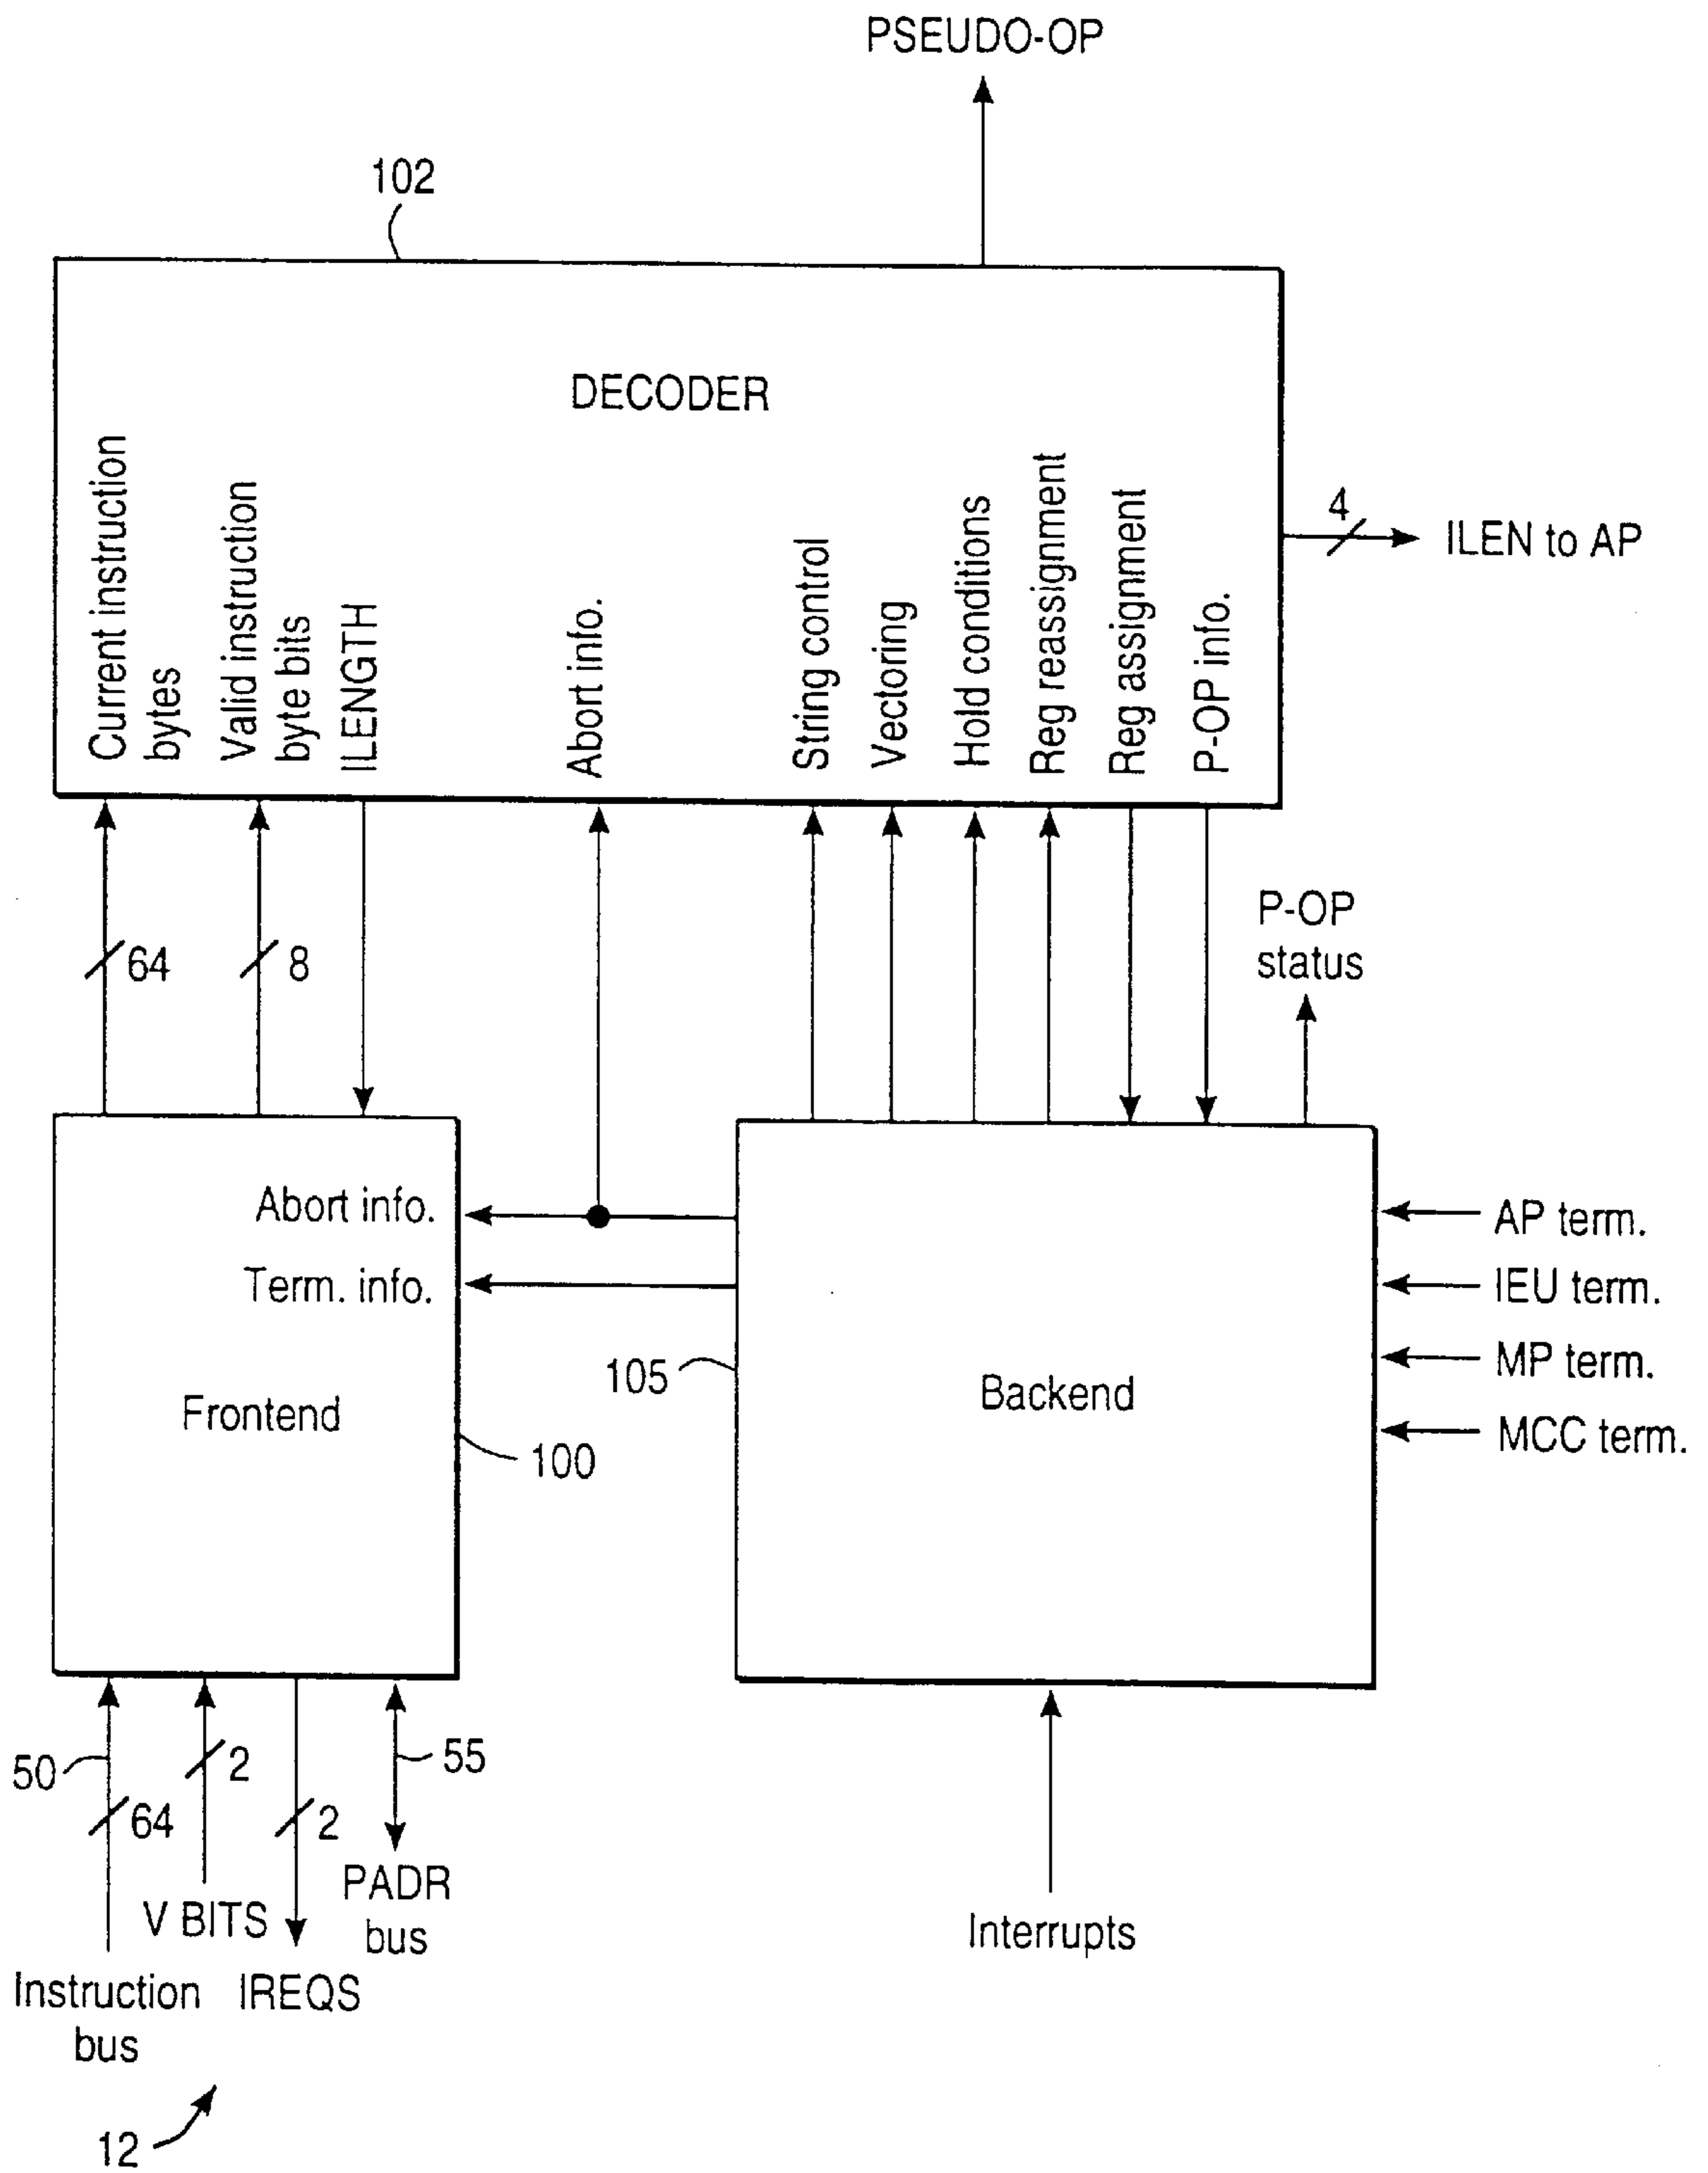 PSEUDO-OP
102
DECODER
Current instruction
bytes
Valid instruction
byte bits
ILENGTH
Abort info.
String control
Vectoring
Hold conditions
Reg reassignment
Reg assignment
P-OP info.
4
ILEN to AP
64
8
P-OP
status
Abort info.
Term. info.
Frontend
100
105
Backend
AP term.
IEU term.
MP term.
MCC term.
50
64
2
2
55
V BITS
PADR
bus
Instruction
bus
IREQS
Interrupts
12